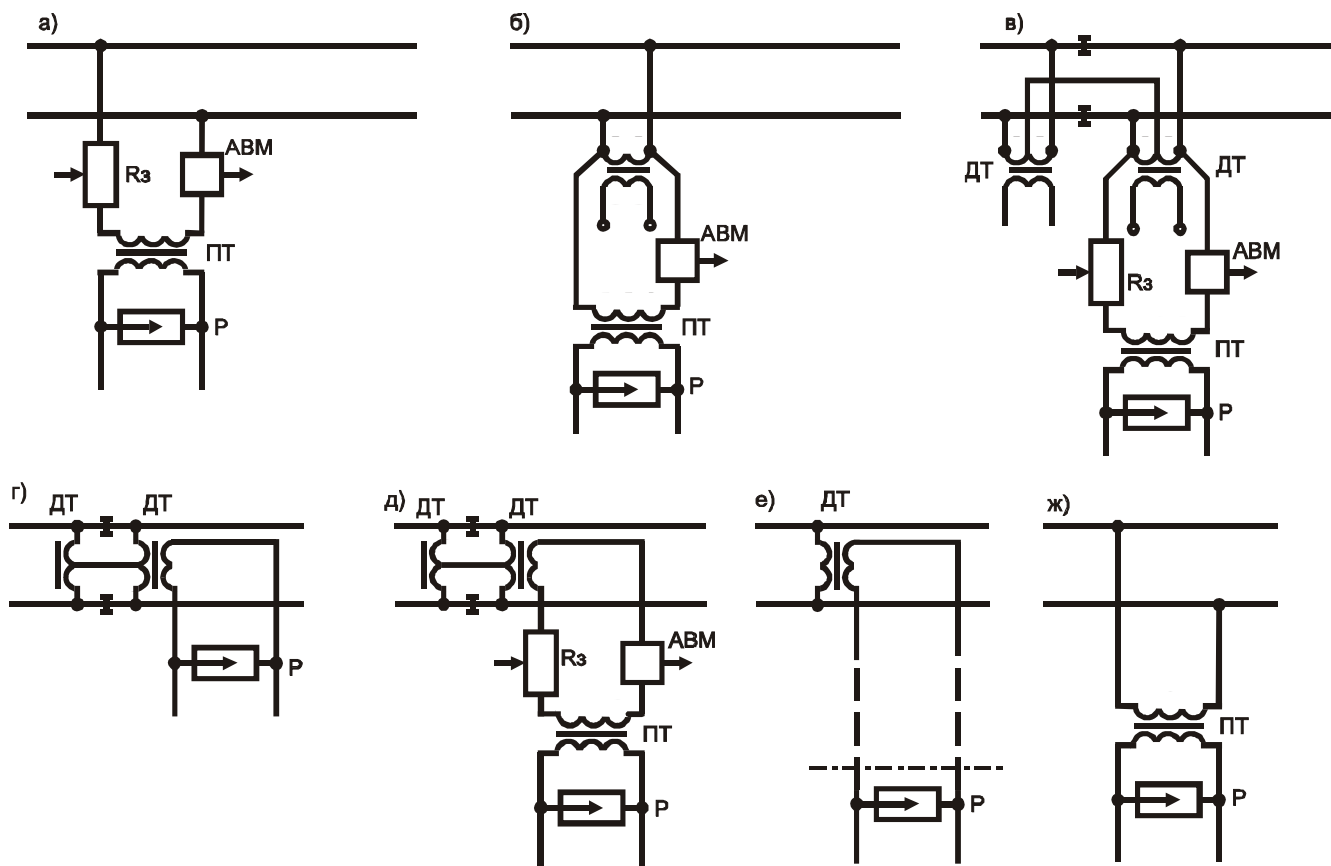 а)
АВМ
Rз
ПТ
Р
б)
АВМ
ПТ
Р
в)
ДТ
ДТ
АВМ
Rз
ПТ
Р
г)
ДТ ДТ
Р
д)
ДТ ДТ
АВМ
Rз
ПТ
Р
е)
ДТ
Р
ж)
ПТ
Р